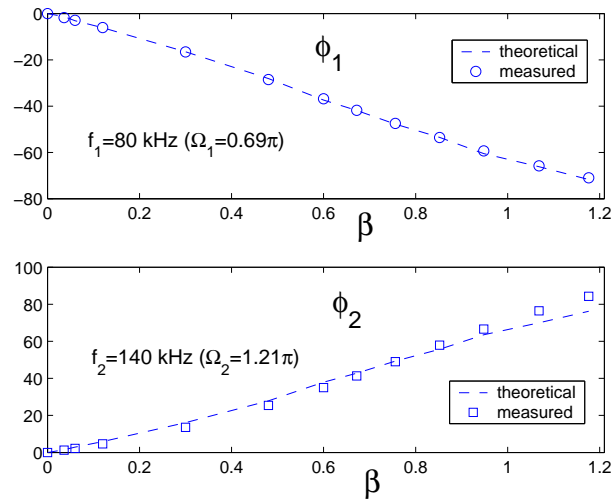 0
−20
−40
−60
−80
ϕ₁
theoretical
measured
f₁=80 kHz (Ω₁=0.69π)
0 0.2 0.4 0.6 0.8 1 1.2
β
100
80
60
40
20
0
ϕ₂
f₂=140 kHz (Ω₂=1.21π)
theoretical
measured
0 0.2 0.4 0.6 0.8 1 1.2
β